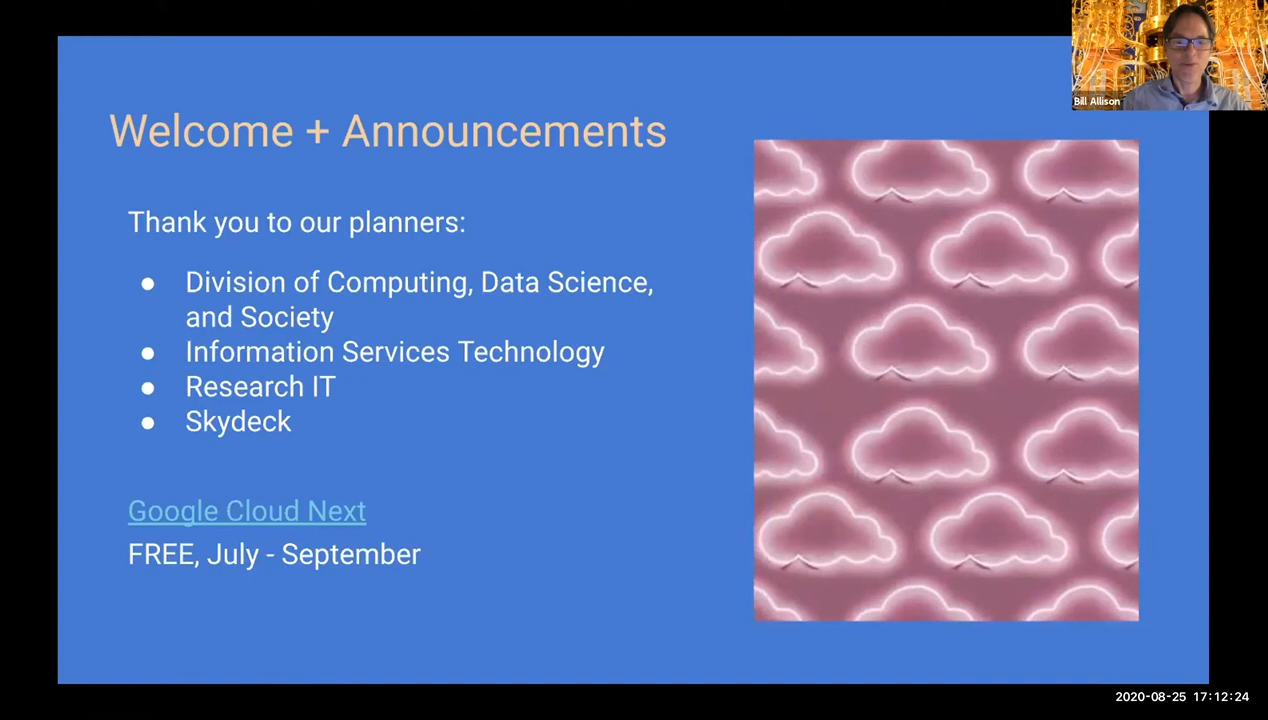 Bill Allison
Welcome + Announcements
Thank you to our planners:
● Division of Computing, Data Science,
and Society
● Information Services Technology
● Research IT
● Skydeck
Google Cloud Next
FREE, July - September
2020-08-25 17:12:24